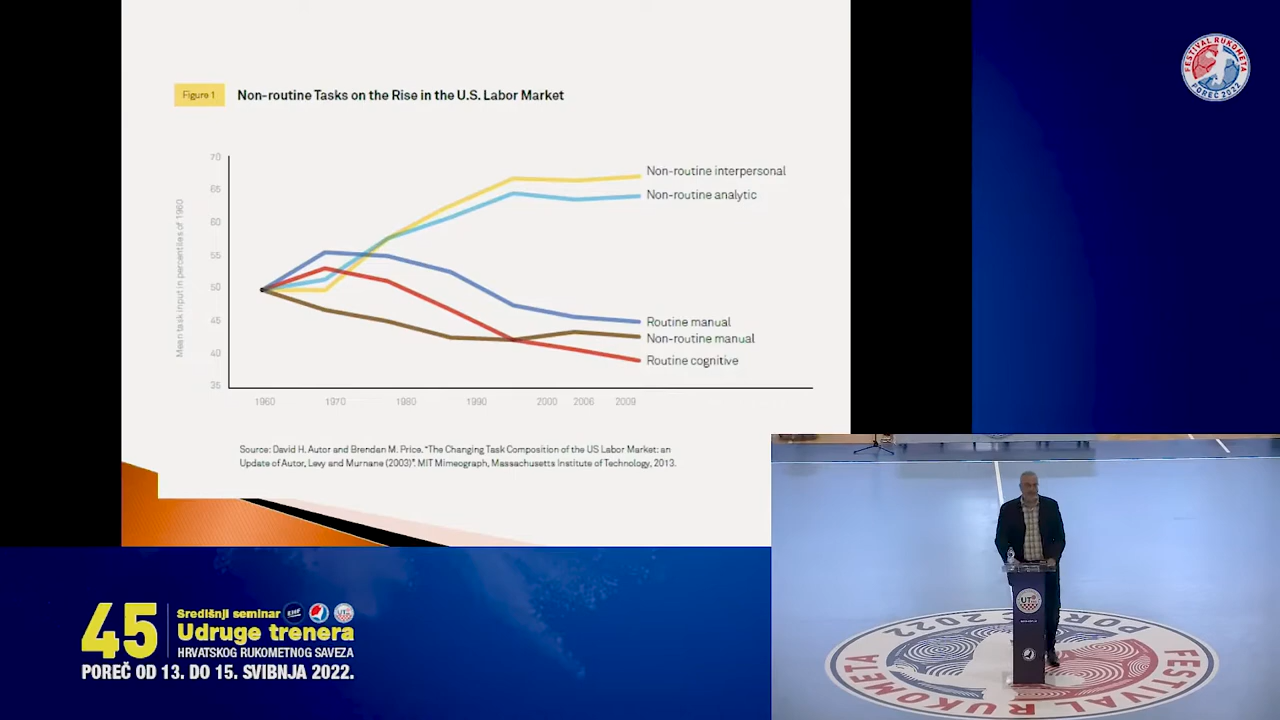 Figure 1
Non-routine Tasks on the Rise in the U.S. Labor Market
Mean task input in percentiles of 1960
70
65
60
55
50
45
40
35
1960
1970
1980
1990
2000
2006
2009
Non-routine interpersonal
Non-routine analytic
Routine manual
Non-routine manual
Routine cognitive
Source: David H. Autor and Brendan M. Price. "The Changing Task Composition of the US Labor Market: an
Update of Autor, Levy and Murnane (2003)". MIT Mimeograph, Massachusetts Institute of Technology, 2013.
FESTIVAL RUKOMETA
POREČ 2022
45
Središnji seminar
EHF
Udruge trenera
HRVATSKOG RUKOMETNOG SAVEZA
POREČ OD 13. DO 15. SVIBNJA 2022.
2022
FESTIVAL
RUKOMETA